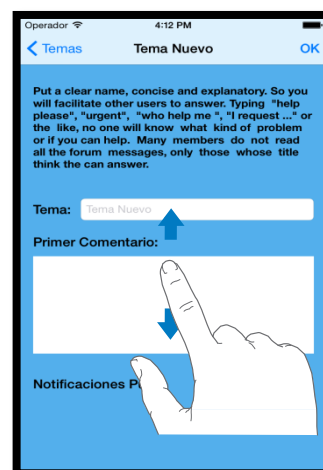 Operador 4:12 PM
Temas Tema Nuevo OK
Put a clear name, concise and explanatory. So you
will facilitate other users to answer. Typing "help
please", "urgent", "who help me ", "I request ..." or
the like, no one will know what kind of problem
or if you can help. Many members do not read
all the forum messages, only those whose title
think the can answer.
Tema: Tema Nuevo
Primer Comentario:
Notificaciones